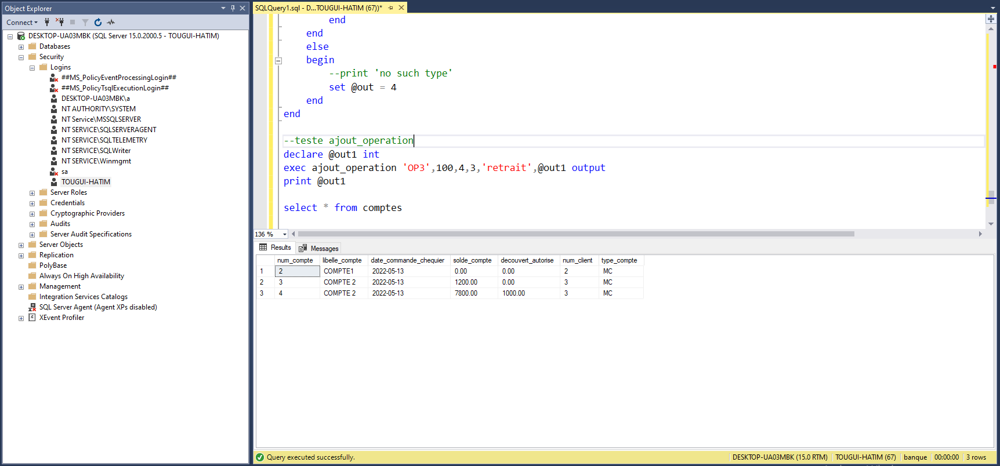 Object Explorer
Connect
DESKTOP-UA03MBK (SQL Server 15.0.2000.5 - TOUGUI-HATIM)
Databases
Security
Logins
##MS_PolicyEventProcessingLogin##
##MS_PolicyTsqlExecutionLogin##
DESKTOP-UA03MBK\a
NT AUTHORITY\SYSTEM
NT Service\MSSQLSERVER
NT SERVICE\SQLSERVERAGENT
NT SERVICE\SQLTELEMETRY
NT SERVICE\SQLWriter
NT SERVICE\Winmgmt
sa
TOUGUI-HATIM
Server Roles
Credentials
Cryptographic Providers
Audits
Server Audit Specifications
Server Objects
Replication
PolyBase
Always On High Availability
Management
Integration Services Catalogs
SQL Server Agent (Agent XPs disabled)
XEvent Profiler
SQLQuery1.sql - D...TOUGUI-HATIM (67))*
end
end
else
begin
--print 'no such type'
set @out = 4
end
end
--teste ajout_operation
declare @out1 int
exec ajout_operation 'OP3',100,4,3,'retrait',@out1 output
print @out1
select * from comptes
136 %
Results Messages
num_compte libelle_compte date_commande_chequier solde_compte decouvert_autorise num_client type_compte
1 2 COMPTE1 2022-05-13 0.00 0.00 2 MC
2 3 COMPTE 2 2022-05-13 1200.00 0.00 3 MC
3 4 COMPTE 2 2022-05-13 7800.00 1000.00 3 MC
Query executed successfully. DESKTOP-UA03MBK (15.0 RTM) TOUGUI-HATIM (67) banque 00:00:00 3 rows